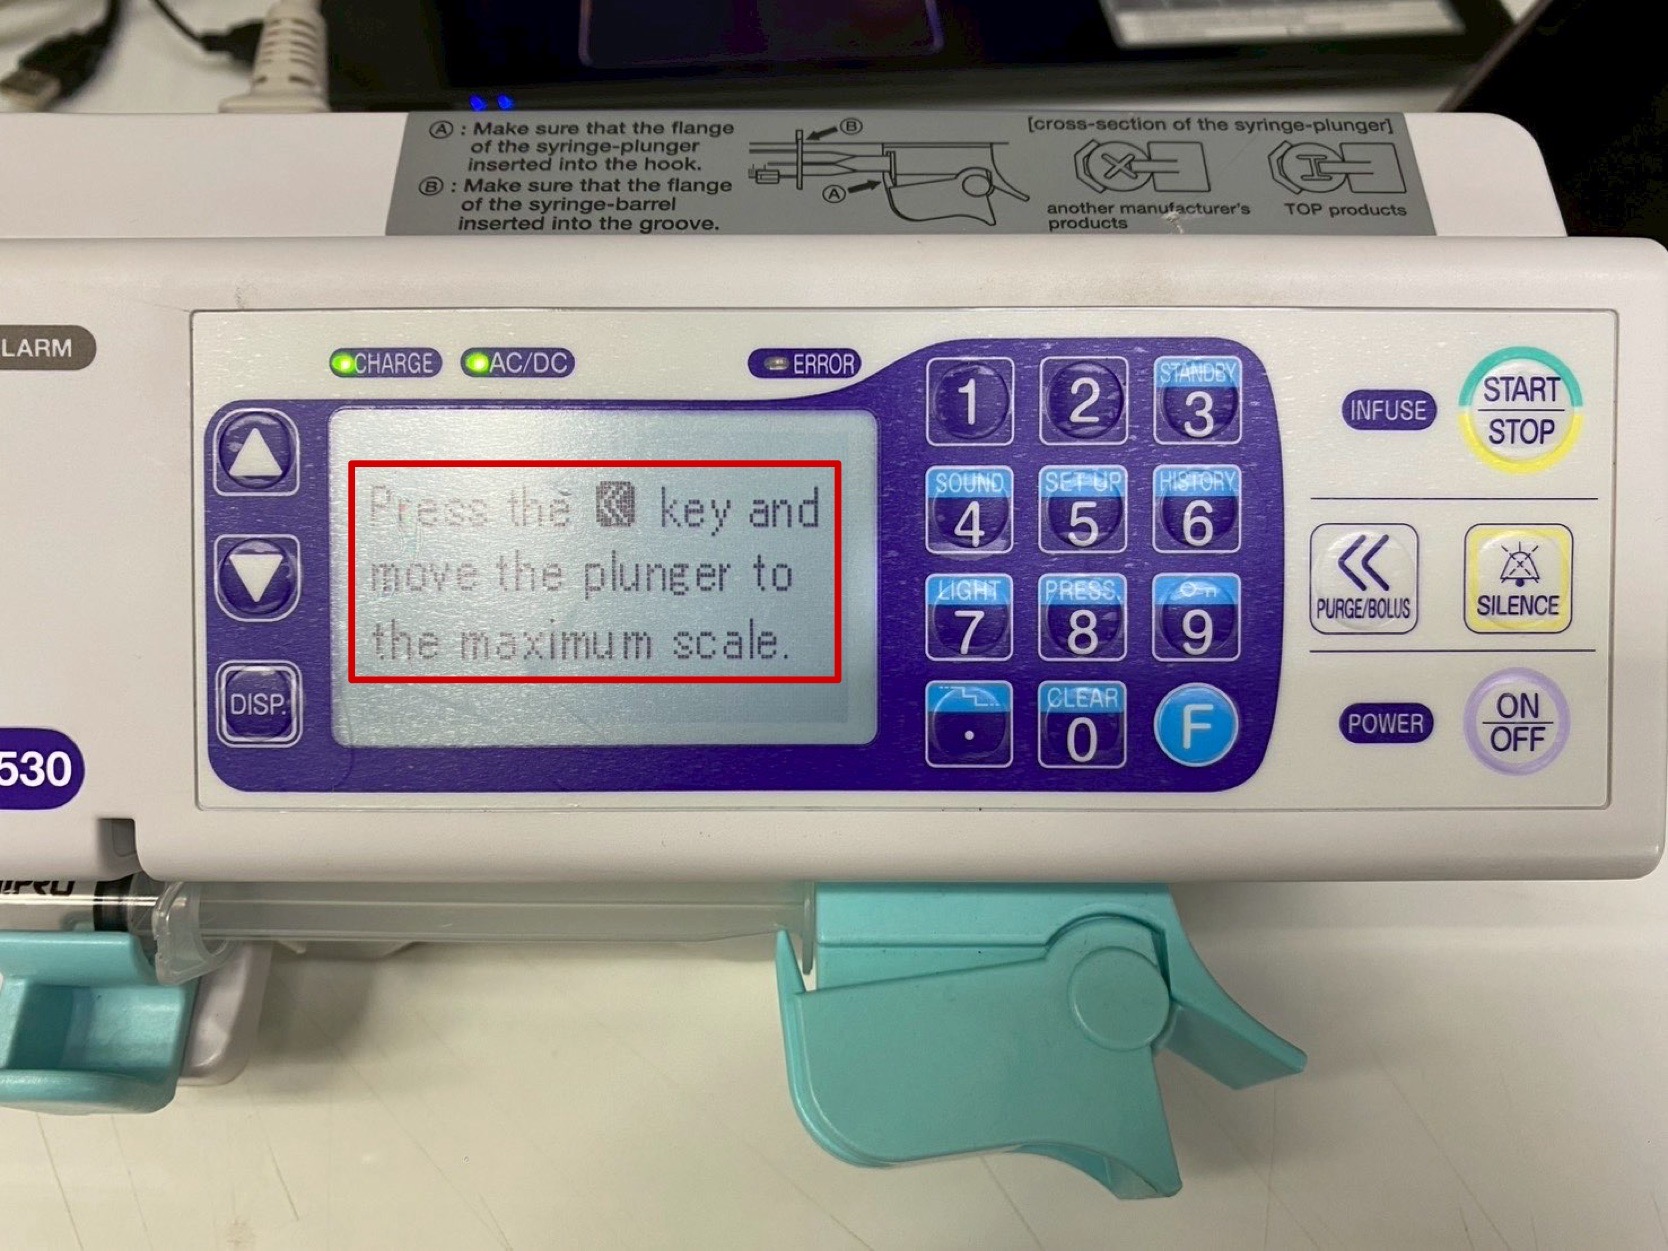 Ⓐ : Make sure that the flange
of the syringe-plunger
inserted into the hook.
Ⓑ : Make sure that the flange
of the syringe-barrel
inserted into the groove.
Ⓑ
Ⓐ
[cross-section of the syringe-plunger]
another manufacturer's
products
TOP products
LARM
CHARGE
AC/DC
ERROR
Press the « key and
move the plunger to
the maximum scale.
DISP.
530
1
2
STANDBY
3
SOUND
4
SET UP
5
HISTORY
6
LIGHT
7
PRESS.
8
9
.
CLEAR
0
F
INFUSE
START
STOP
PURGE/BOLUS
SILENCE
POWER
ON
OFF